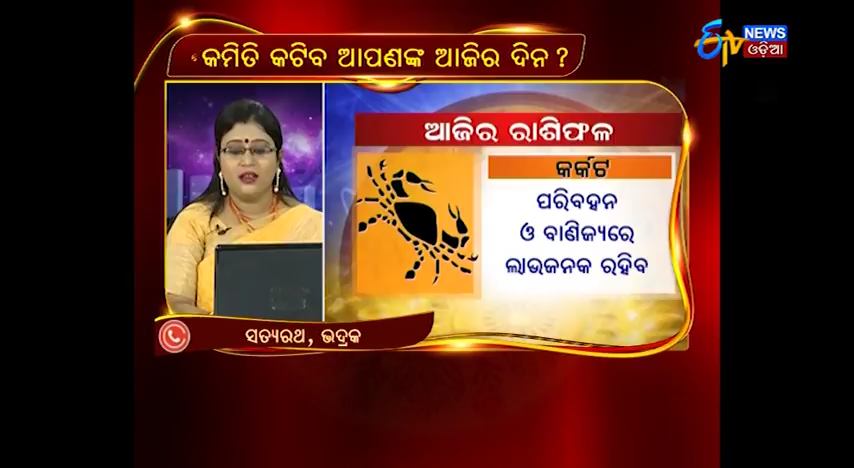 କମିତି କଟିବ ଆପଣଙ୍କ ଆଜିର ଦିନ ?
ETV NEWS
ଓଡ଼ିଆ
ଆଜିର ରାଶିଫଳ
କର୍କଟ
ପରିବହନ
ଓ ବାଣିଜ୍ୟରେ
ଲାଭଜନକ ରହିବ
ସତ୍ୟରଥ, ଭଦ୍ରକ